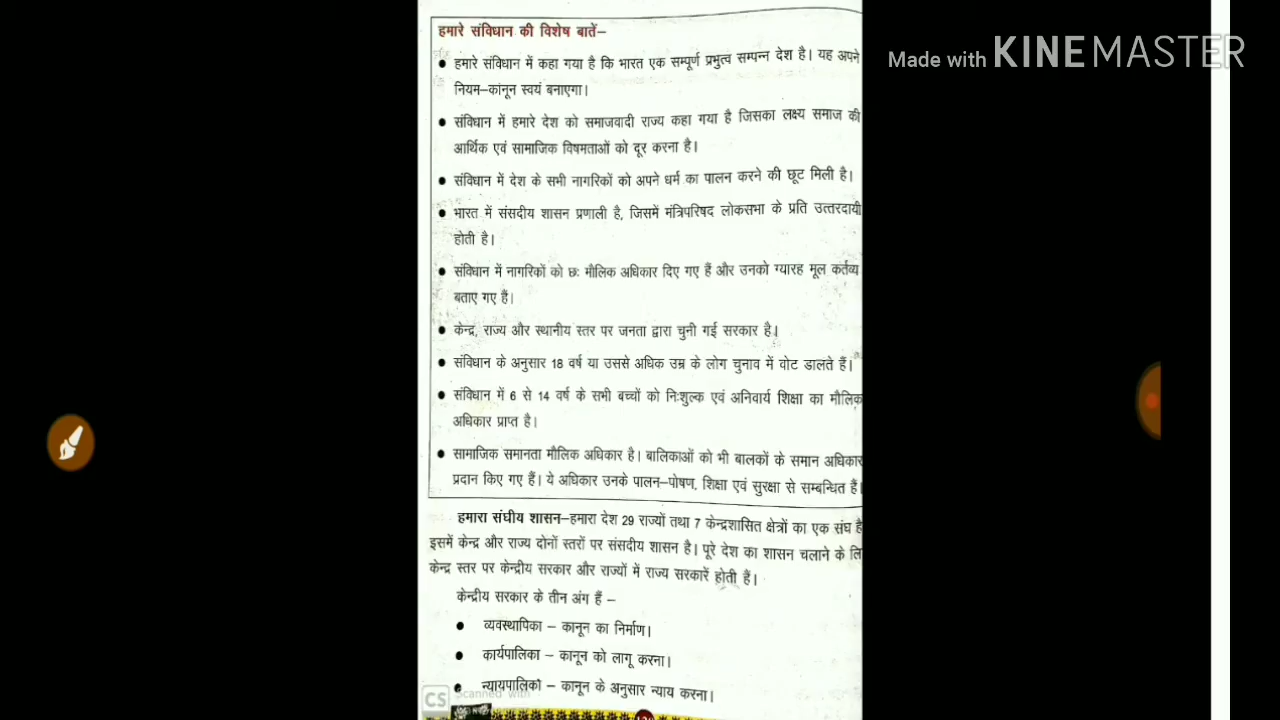 हमारे संविधान की विशेष बातें–
Made with KINEMASTER
● हमारे संविधान में कहा गया है कि भारत एक सम्पूर्ण प्रभुत्व सम्पन्न देश है। यह अपने
नियम–कानून स्वयं बनाएगा।
● संविधान में हमारे देश को समाजवादी राज्य कहा गया है जिसका लक्ष्य समाज की
आर्थिक एवं सामाजिक विषमताओं को दूर करना है।
● संविधान में देश के सभी नागरिकों को अपने धर्म का पालन करने की छूट मिली है।
● भारत में संसदीय शासन प्रणाली है, जिसमें मंत्रिपरिषद लोकसभा के प्रति उत्तरदायी
होती है।
● संविधान में नागरिकों को छः मौलिक अधिकार दिए गए हैं और उनको ग्यारह मूल कर्तव्य
बताए गए हैं।
● केन्द्र, राज्य और स्थानीय स्तर पर जनता द्वारा चुनी गई सरकार है।
● संविधान के अनुसार 18 वर्ष या उससे अधिक उम्र के लोग चुनाव में वोट डालते हैं।
● संविधान में 6 से 14 वर्ष के सभी बच्चों को निःशुल्क एवं अनिवार्य शिक्षा का मौलिक
अधिकार प्राप्त है।
● सामाजिक समानता मौलिक अधिकार है। बालिकाओं को भी बालकों के समान अधिकार
प्रदान किए गए हैं। ये अधिकार उनके पालन–पोषण, शिक्षा एवं सुरक्षा से सम्बन्धित हैं।
हमारा संघीय शासन–हमारा देश 29 राज्यों तथा 7 केन्द्रशासित क्षेत्रों का एक संघ है
इसमें केन्द्र और राज्य दोनों स्तरों पर संसदीय शासन है। पूरे देश का शासन चलाने के लि
केन्द्र स्तर पर केन्द्रीय सरकार और राज्यों में राज्य सरकारें होती हैं।
केन्द्रीय सरकार के तीन अंग हैं –
● व्यवस्थापिका – कानून का निर्माण।
● कार्यपालिका – कानून को लागू करना।
● न्यायपालिका – कानून के अनुसार न्याय करना।
CS Scanned with